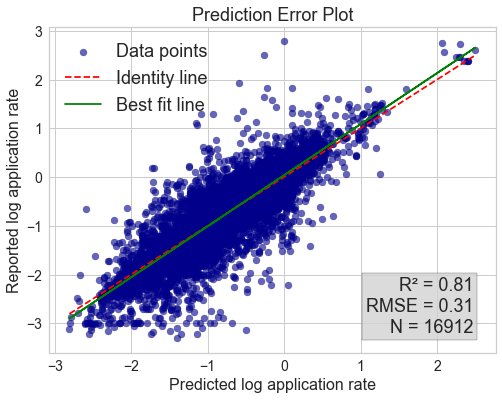 Prediction Error Plot
Data points
Identity line
Best fit line
Reported log application rate
3
2
1
0
−1
−2
−3
R² = 0.81
RMSE = 0.31
N = 16912
−3 −2 −1 0 1 2
Predicted log application rate